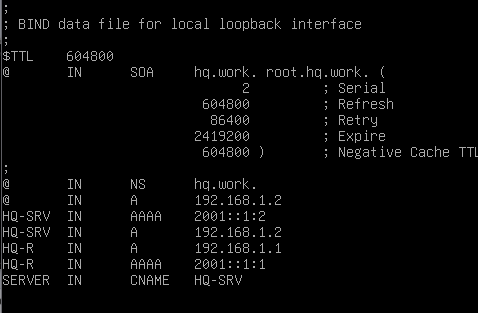 ;
; BIND data file for local loopback interface
;
$TTL 604800
@ IN SOA hq.work. root.hq.work. (
2 ; Serial
604800 ; Refresh
86400 ; Retry
2419200 ; Expire
604800 ) ; Negative Cache TTL
;
@ IN NS hq.work.
@ IN A 192.168.1.2
HQ-SRV IN AAAA 2001::1:2
HQ-SRV IN A 192.168.1.2
HQ-R IN A 192.168.1.1
HQ-R IN AAAA 2001::1:1
SERVER IN CNAME HQ-SRV